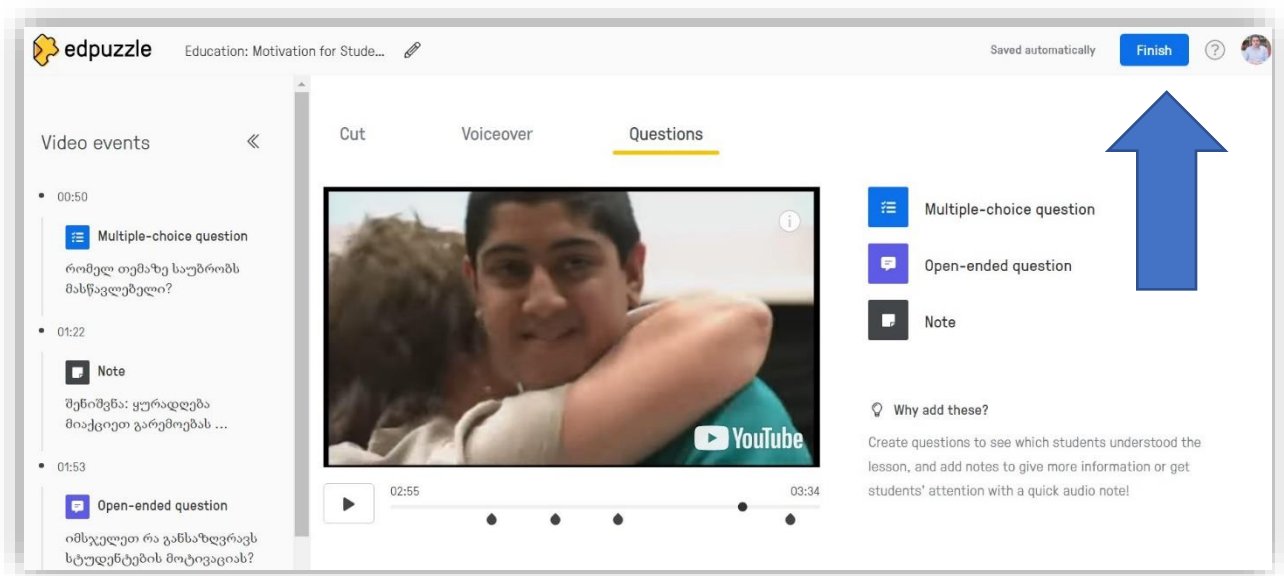 edpuzzle
Education: Motivation for Stude...
Saved automatically
Finish
?
Video events
00:50
Multiple-choice question
რომელ თემაზე საუბრობს
მასწავლებელი?
01:22
Note
შენიშვნა: ყურადღება
მიაქციეთ გარემოებას ...
01:53
Open-ended question
იმსჯელეთ რა განსაზღვრავს
სტუდენტების მოტივაციას?
Cut
Voiceover
Questions
YouTube
02:55
03:34
Multiple-choice question
Open-ended question
Note
Why add these?
Create questions to see which students understood the
lesson, and add notes to give more information or get
students' attention with a quick audio note!